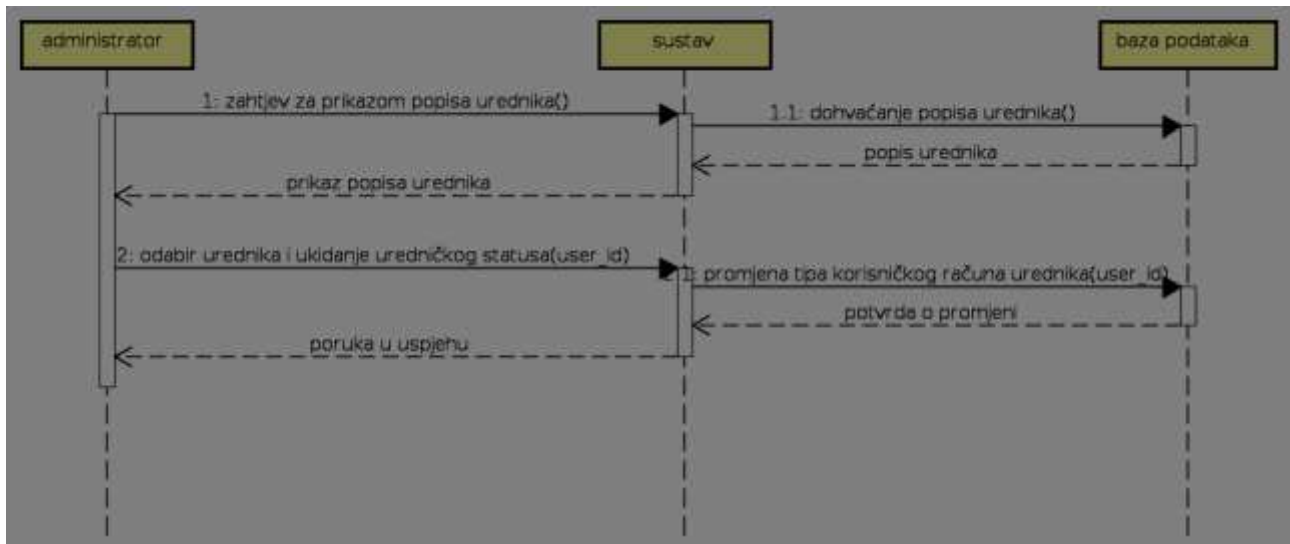 administrator
sustav
baza podataka
1: zahtjev za prikazom popisa urednika()
1.1: dohvaćanje popisa urednika()
popis urednika
prikaz popisa urednika
2: odabir urednika i ukidanje uredničkog statusa(user_id)
1: promjena tipa korisničkog računa urednika(user_id)
potvrda o promjeni
poruka u uspjehu